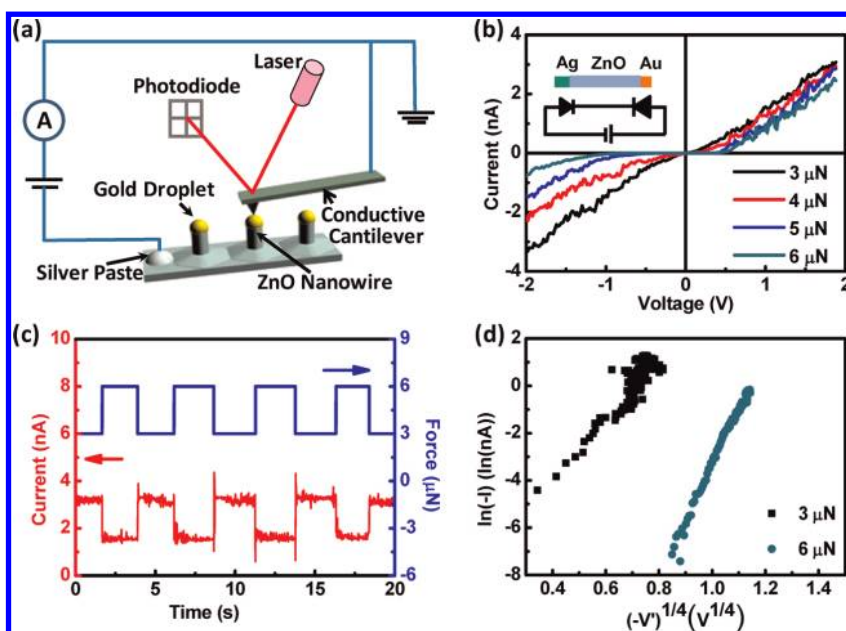 (a)
Laser
Photodiode
A
Gold Droplet
Conductive
Cantilever
Silver Paste
ZnO Nanowire
(b)
Ag ZnO Au
Current (nA)
4
2
0
-2
-4
3 μN
4 μN
5 μN
6 μN
-2 -1 0 1 2
Voltage (V)
(c)
Current (nA)
10
8
6
4
2
0
Force (μN)
9
6
3
0
-3
-6
0 5 10 15 20
Time (s)
(d)
ln(-I) (ln(nA))
2
0
-2
-4
-6
-8
3 μN
6 μN
0.4 0.6 0.8 1.0 1.2 1.4
(-V')^1/4 (V^1/4)